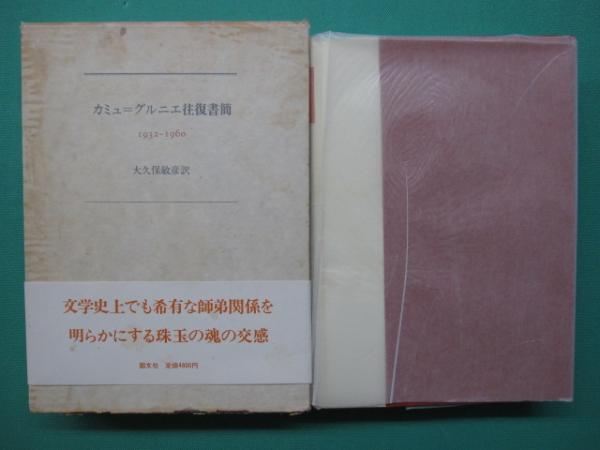 カミュ=グルニエ往復書簡
1932-1960
大久保敏彦訳
文学史上でも希有な師弟関係を
明らかにする珠玉の魂の交感
国文社 定価4800円